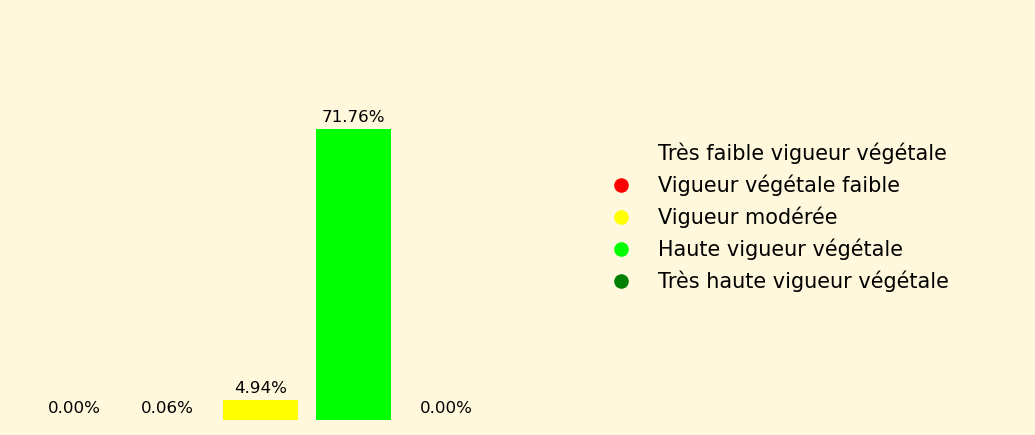 71.76%
4.94%
0.00%
0.06%
0.00%
Très faible vigueur végétale
Vigueur végétale faible
Vigueur modérée
Haute vigueur végétale
Très haute vigueur végétale